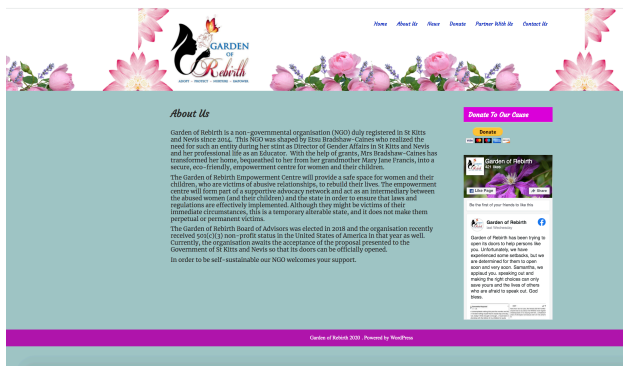 GARDEN
OF
Rebirth
Home About Us News Donate Partner With Us Contact Us
About Us
Garden of Rebirth is a non-governmental organisation (NGO) duly registered in St Kitts
and Nevis since 2014. This NGO was shaped by Etsu Bradshaw-Caines who realized the
need for such an entity during her stint as Director of Gender Affairs in St Kitts and Nevis
and her professional life as an Educator. With the help of grants, Mrs Bradshaw-Caines has
transformed her home, bequeathed to her from her grandmother Mary Jane Francis, into a
secure, eco-friendly, empowerment centre for women and their children.
The Garden of Rebirth Empowerment Centre will provide a safe space for women and their
children, who are victims of abusive relationships, to rebuild their lives. The empowerment
centre will form part of a supportive advocacy network and act as an intermediary between
the abused women (and their children) and the state in order to ensure that laws and
regulations are effectively implemented. Although they might be victims of their
immediate circumstances, this is a temporary alterable state, and it does not make them
perpetual or permanent victims.
The Garden of Rebirth Board of Advisors was elected in 2018 and the organisation recently
received 501(c)(3) non-profit status in the United States of America in that year as well.
Currently, the organisation awaits the acceptance of the proposal presented to the
Government of St Kitts and Nevis so that its doors can be officially opened.
In order to be self-sustainable our NGO welcomes your support.
Donate To Our Cause
Donate
Garden of Rebirth
421 likes
Like Page Share
Be the first of your friends to like this
Garden of Rebirth
last Wednesday
Garden of Rebirth has been trying to
open its doors to help persons like
you. Unfortunately, we have
experienced some setbacks, but we
are determined for them to open
soon and very soon. Samantha, we
applaud you. speaking out and
making the right choices can only
save yours and the lives of others
who are afraid to speak out. God
bless.
Garden of Rebirth 2020 . Powered by WordPress